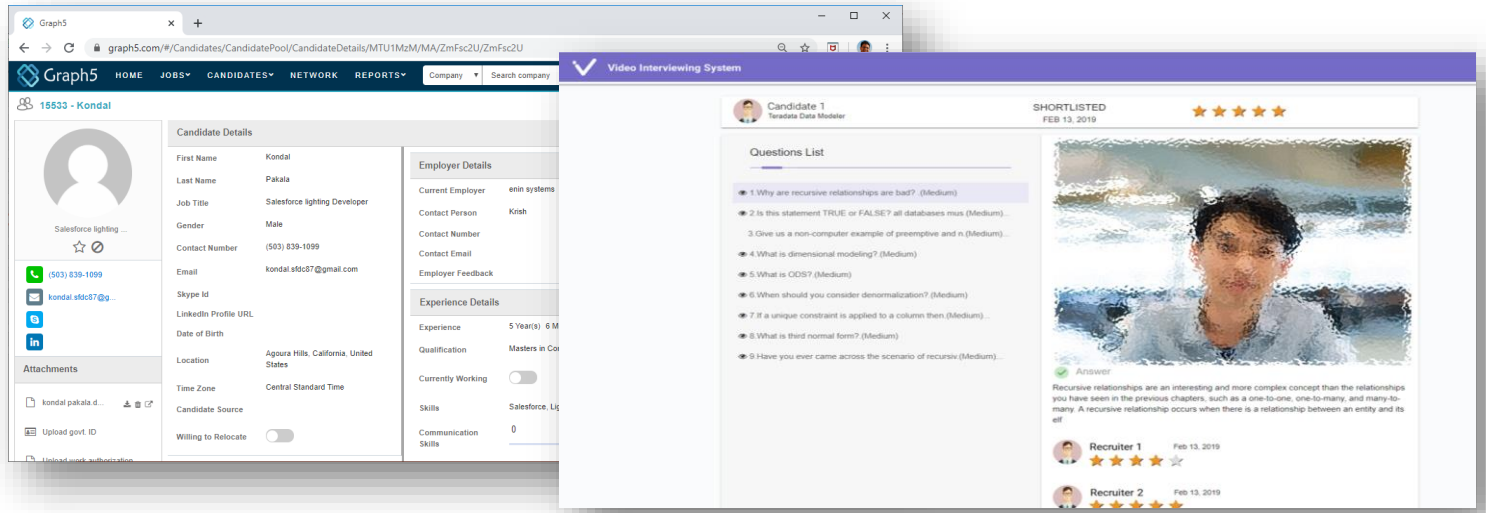 Graph5
graph5.com/#/Candidates/CandidatePool/CandidateDetails/MTU1MzM/MA/ZmFsc2U/ZmFsc2U
Graph5 HOME JOBS CANDIDATES NETWORK REPORTS Company Search company
15533 - Kondal
Salesforce lighting ...
(503) 839-1099
kondal.sfdc87@g...
in
Attachments
kondal pakala.d...
Upload govt. ID
Upload work authorization
Candidate Details
First Name Kondal
Last Name Pakala
Job Title Salesforce lighting Developer
Gender Male
Contact Number (503) 839-1099
Email kondal.sfdc87@gmail.com
Skype Id
LinkedIn Profile URL
Date of Birth
Location Agoura Hills, California, United
States
Time Zone Central Standard Time
Candidate Source
Willing to Relocate
Employer Details
Current Employer enin systems
Contact Person Krish
Contact Number
Contact Email
Employer Feedback
Experience Details
Experience 5 Year(s) 6 M
Qualification Masters in Co
Currently Working
Skills Salesforce, Lig
Communication 0
Skills
Video Interviewing System
Candidate 1
Teradata Data Modeler
SHORTLISTED
FEB 13, 2019
Questions List
1.Why are recursive relationships are bad? .(Medium)
2.Is this statement TRUE or FALSE? all databases mus.(Medium)...
3.Give us a non-computer example of preemptive and n.(Medium)...
4.What is dimensional modeling?.(Medium)
5.What is ODS?.(Medium)
6.When should you consider denormalization?.(Medium)
7.If a unique constraint is applied to a column then.(Medium)...
8.What is third normal form?.(Medium)
9.Have you ever came across the scenario of recursiv.(Medium)...
Answer
Recursive relationships are an interesting and more complex concept than the relationships
you have seen in the previous chapters, such as a one-to-one, one-to-many, and many-to-
many. A recursive relationship occurs when there is a relationship between an entity and its
elf
Recruiter 1 Feb 13, 2019
Recruiter 2 Feb 13, 2019